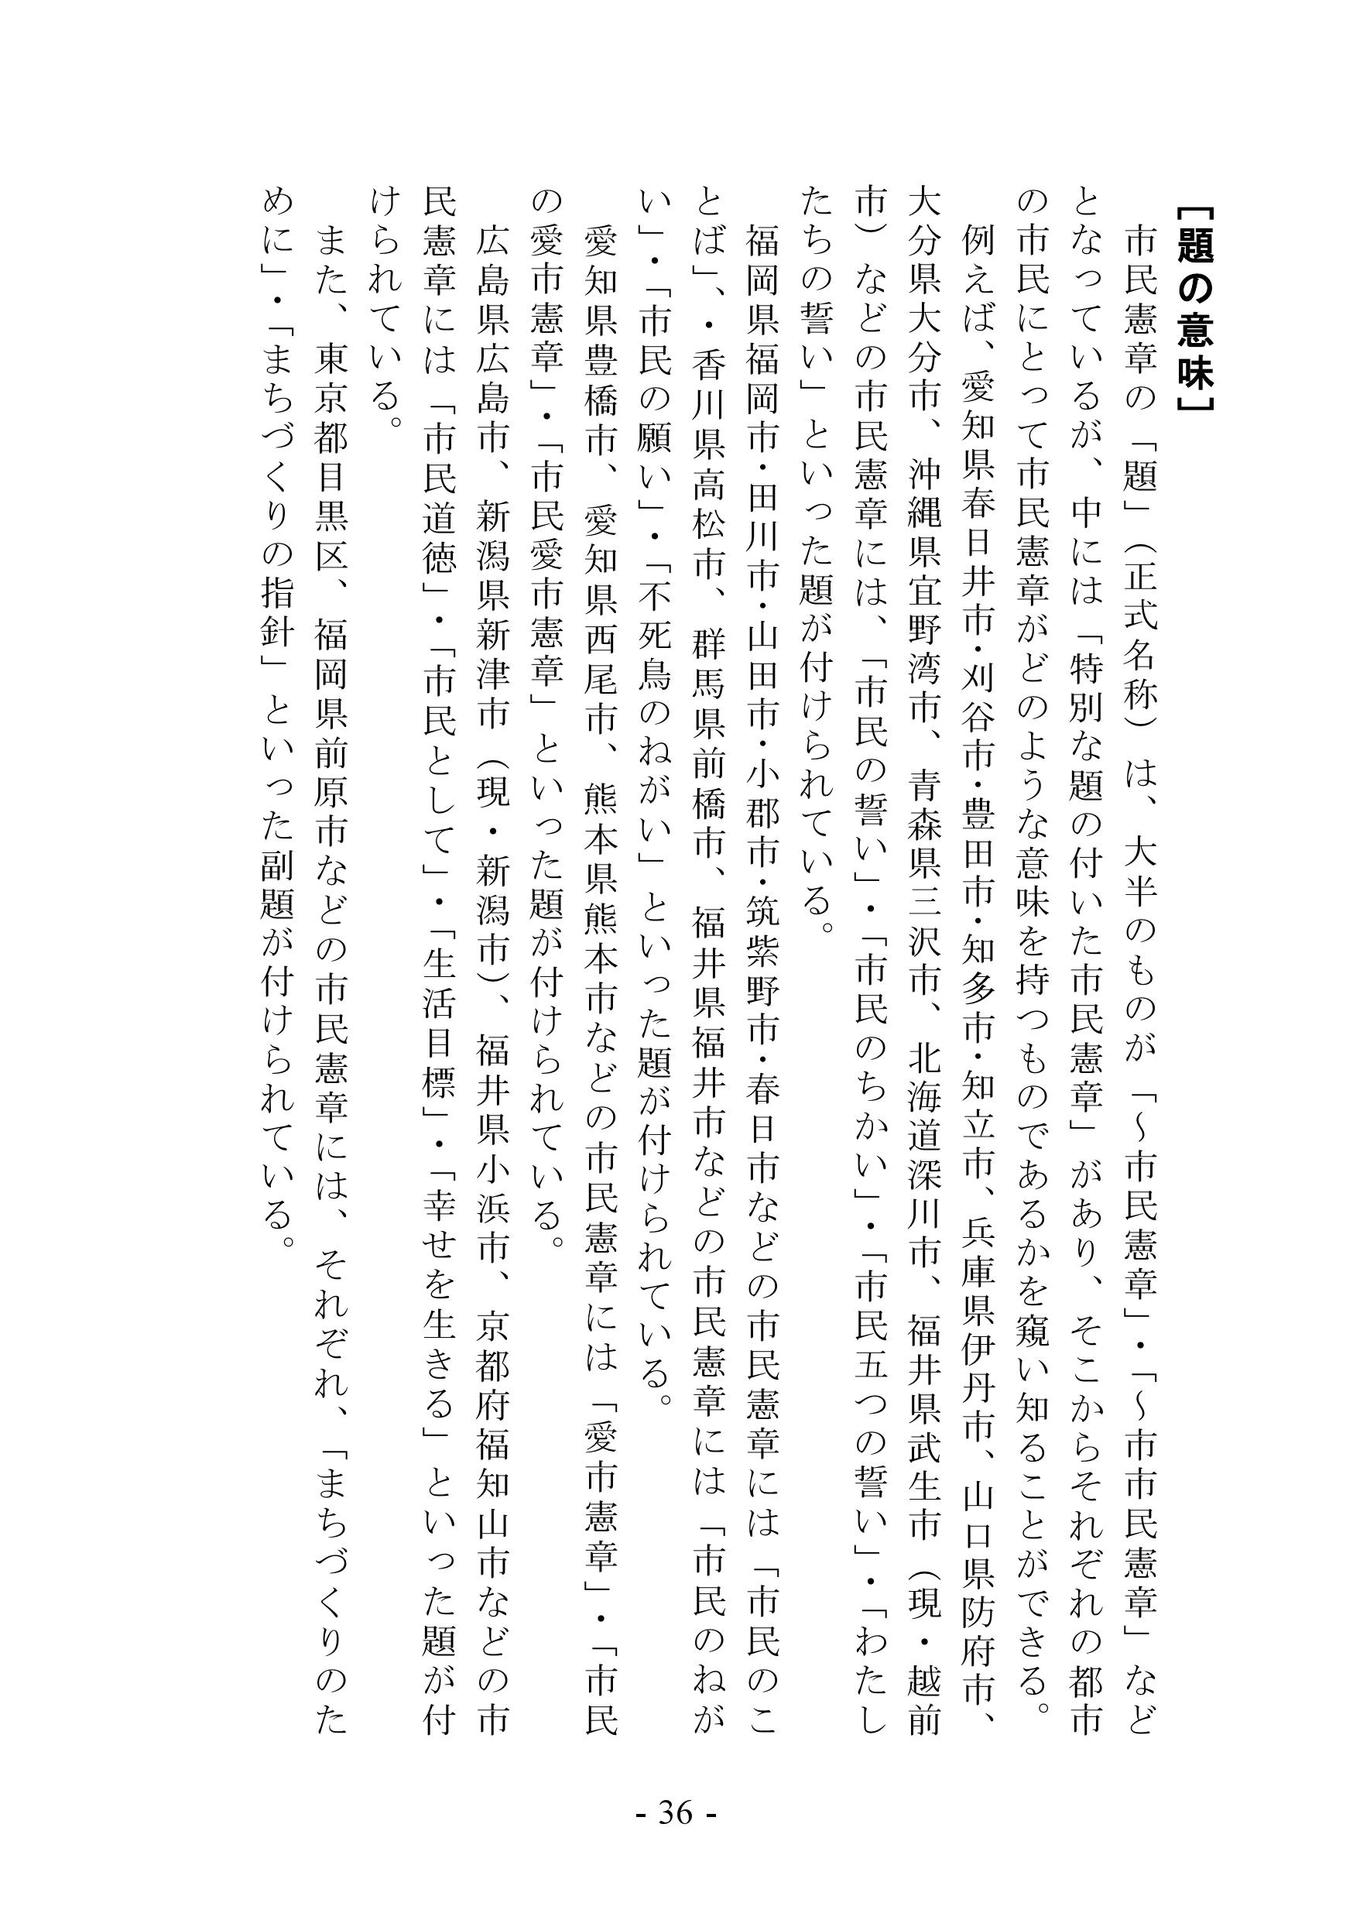 ［題の意味］
　市民憲章の「題」（正式名称）は、大半のものが「～市民憲章」・「～市市民憲章」など
となっているが、中には「特別な題の付いた市民憲章」があり、そこからそれぞれの都市
の市民にとって市民憲章がどのような意味を持つものであるかを窺い知ることができる。
　例えば、愛知県春日井市・刈谷市・豊田市・知多市・知立市、兵庫県伊丹市、山口県防府市、
大分県大分市、沖縄県宜野湾市、青森県三沢市、北海道深川市、福井県武生市（現・越前
市）などの市民憲章には、「市民の誓い」・「市民のちかい」・「市民五つの誓い」・「わたし
たちの誓い」といった題が付けられている。
　福岡県福岡市・田川市・山田市・小郡市・筑紫野市・春日市などの市民憲章には「市民のこ
とば」、・香川県高松市、群馬県前橋市、福井県福井市などの市民憲章には「市民のねが
い」・「市民の願い」・「不死鳥のねがい」といった題が付けられている。
　愛知県豊橋市、愛知県西尾市、熊本県熊本市などの市民憲章には「愛市憲章」・「市民
の愛市憲章」・「市民愛市憲章」といった題が付けられている。
　広島県広島市、新潟県新津市（現・新潟市）、福井県小浜市、京都府福知山市などの市
民憲章には「市民道徳」・「市民として」・「生活目標」・「幸せを生きる」といった題が付
けられている。
　また、東京都目黒区、福岡県前原市などの市民憲章には、それぞれ、「まちづくりのた
めに」・「まちづくりの指針」といった副題が付けられている。
- 36 -